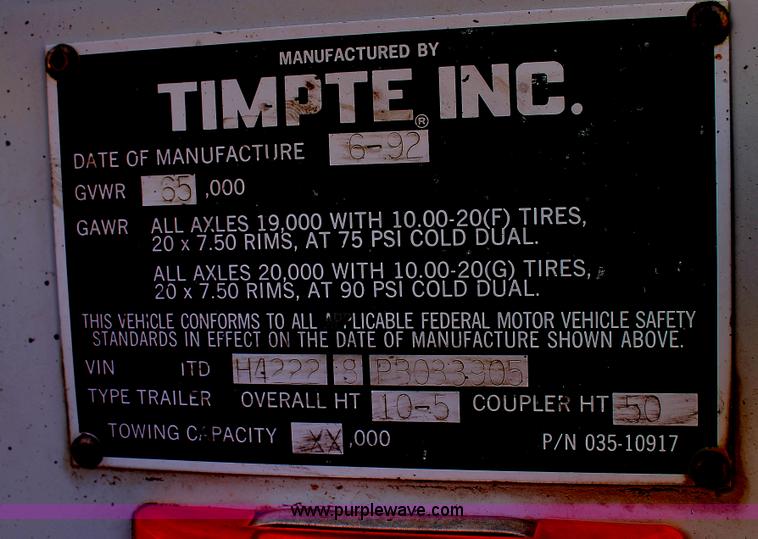 MANUFACTURED BY
TIMPTE® INC.
DATE OF MANUFACTURE 6-92
GVWR 65 ,000
GAWR ALL AXLES 19,000 WITH 10.00-20(F) TIRES,
20 x 7.50 RIMS, AT 75 PSI COLD DUAL.
ALL AXLES 20,000 WITH 10.00-20(G) TIRES,
20 x 7.50 RIMS, AT 90 PSI COLD DUAL.
THIS VEHICLE CONFORMS TO ALL APPLICABLE FEDERAL MOTOR VEHICLE SAFETY
STANDARDS IN EFFECT ON THE DATE OF MANUFACTURE SHOWN ABOVE.
VIN ITD H4222 8 P3033905
TYPE TRAILER OVERALL HT 10-5 COUPLER HT 50
TOWING CAPACITY XX ,000 P/N 035-10917
www.purplewave.com